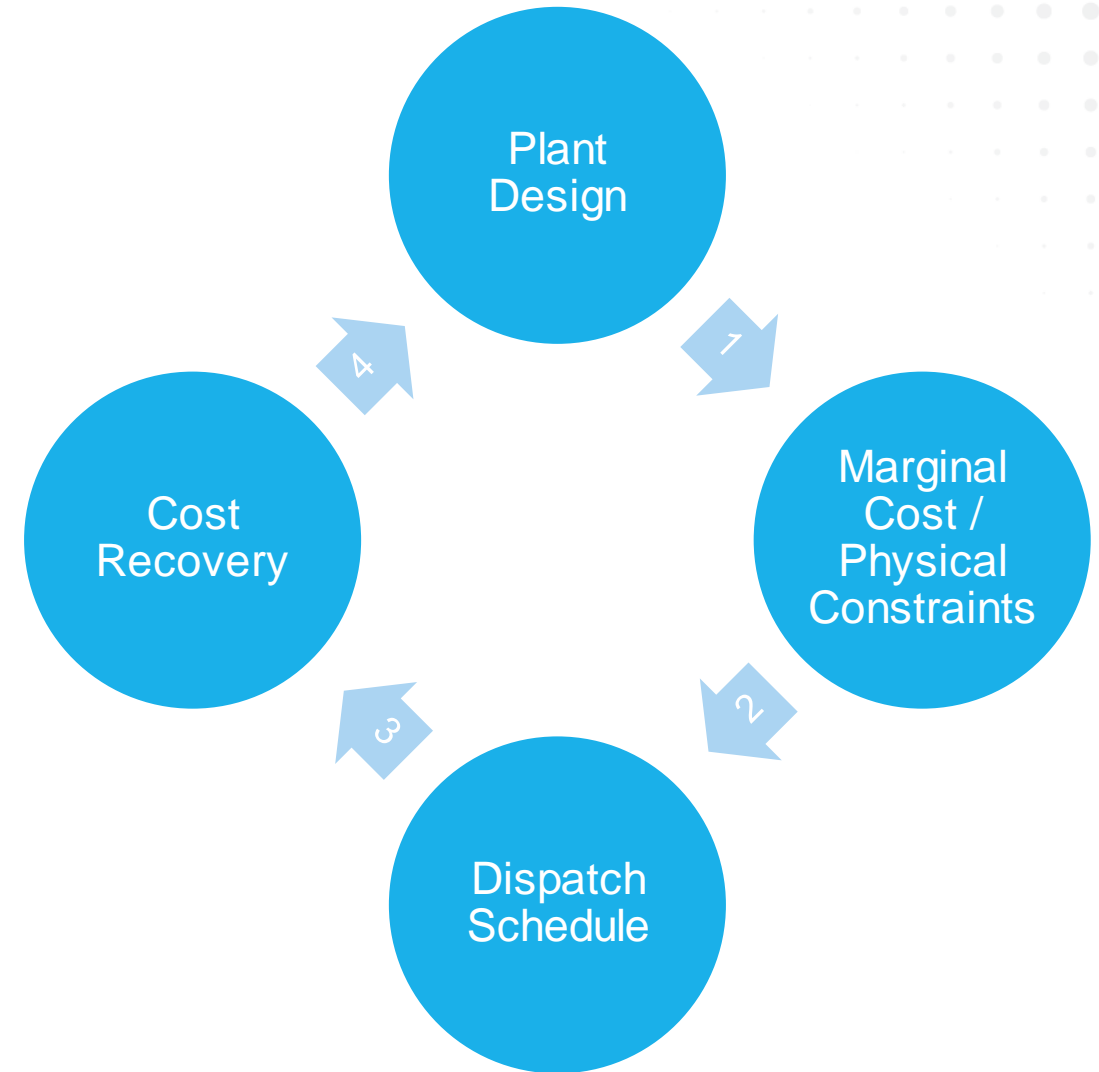 Plant
Design
1
Marginal
Cost /
Physical
Constraints
2
Dispatch
Schedule
3
Cost
Recovery
4